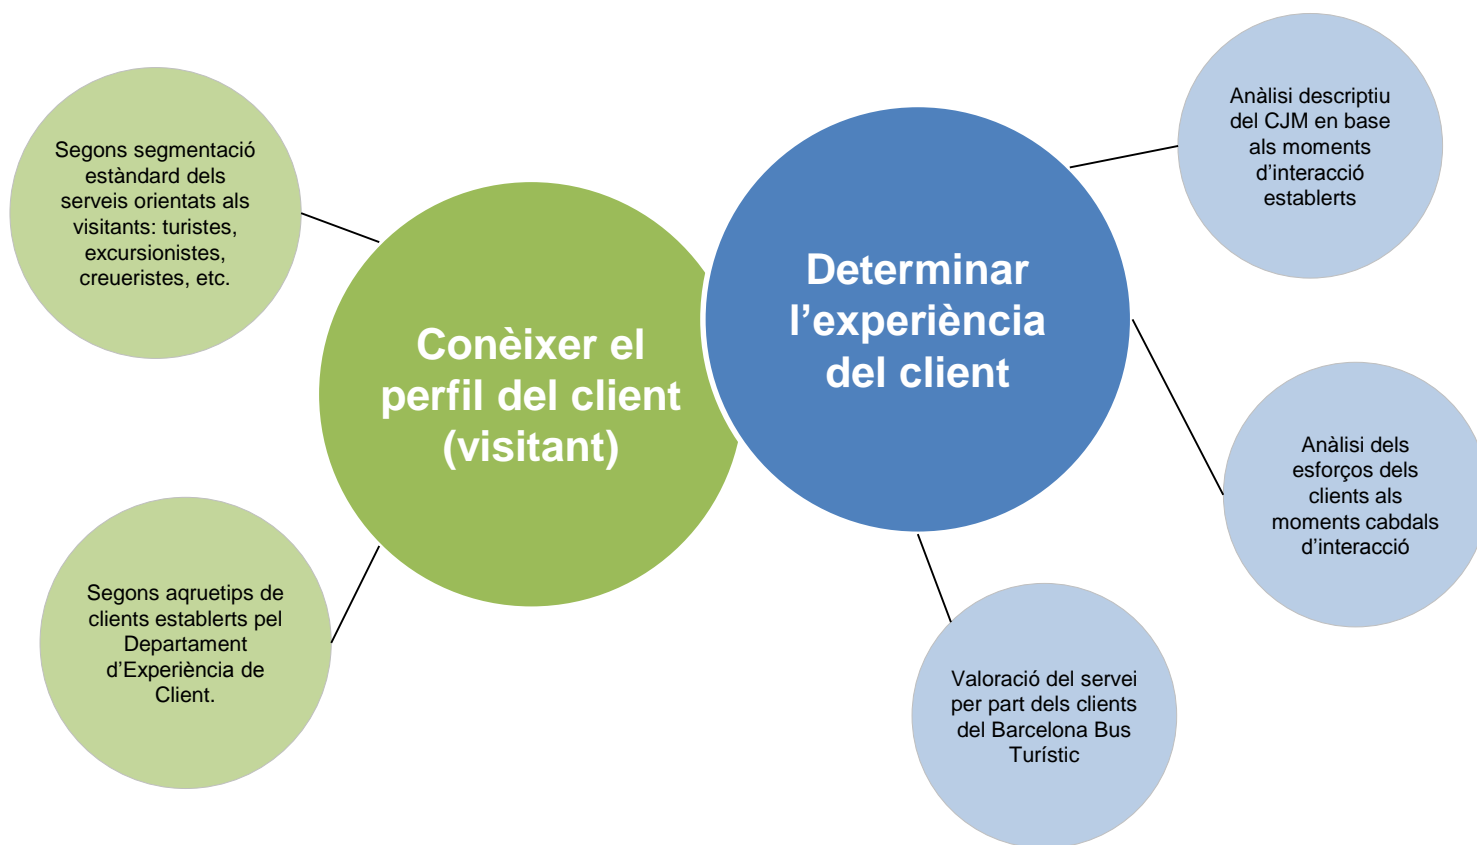 Segons segmentació
estàndard dels
serveis orientats als
visitants: turistes,
excursionistes,
creueristes, etc.
Segons aqruetips de
clients establerts pel
Departament
d’Experiència de
Client.
Conèixer el
perfil del client
(visitant)
Determinar
l’experiència
del client
Anàlisi descriptiu
del CJM en base
als moments
d’interacció
establerts
Anàlisi dels
esforços dels
clients als
moments cabdals
d’interacció
Valoració del servei
per part dels clients
del Barcelona Bus
Turístic